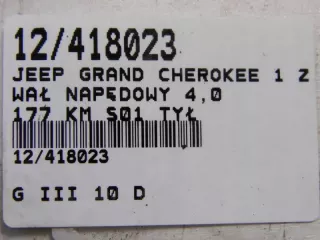 12/418023
JEEP GRAND CHEROKEE 1 Z
WAŁ NAPĘDOWY 4,0
177 KM S01 TYŁ
12/418023
G III 10 D